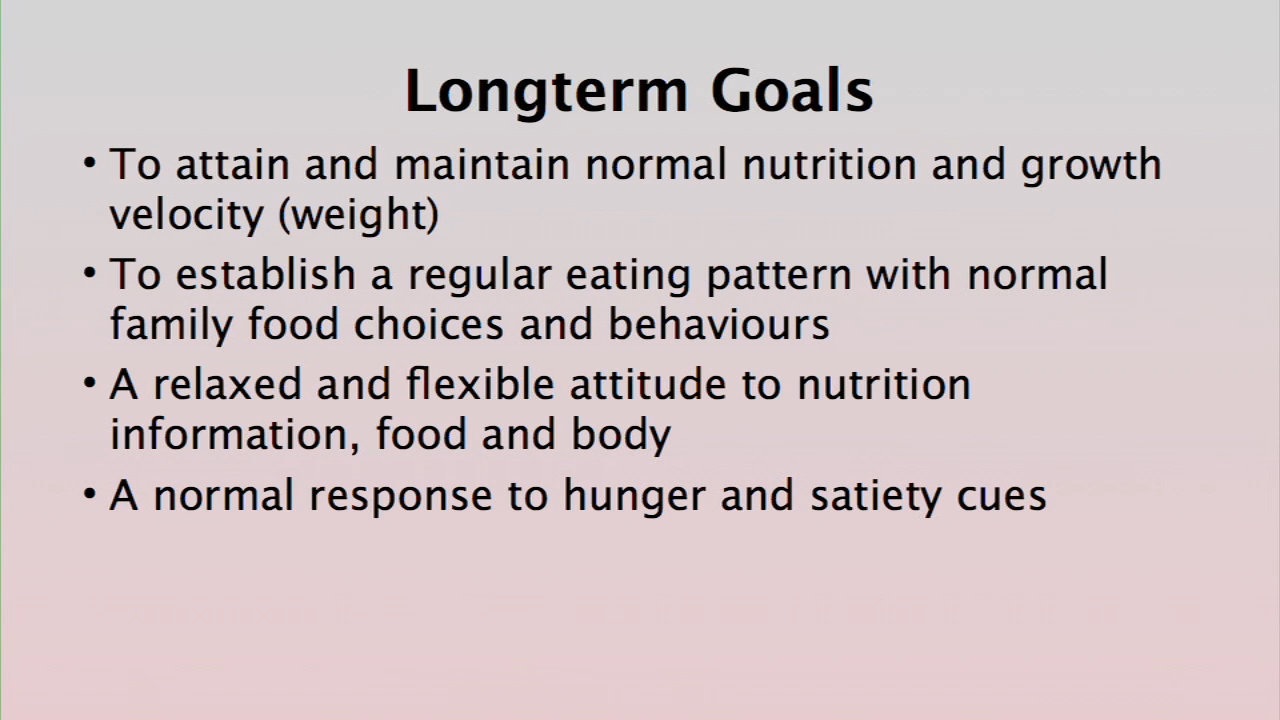 Longterm Goals
• To attain and maintain normal nutrition and growth
velocity (weight)
• To establish a regular eating pattern with normal
family food choices and behaviours
• A relaxed and flexible attitude to nutrition
information, food and body
• A normal response to hunger and satiety cues